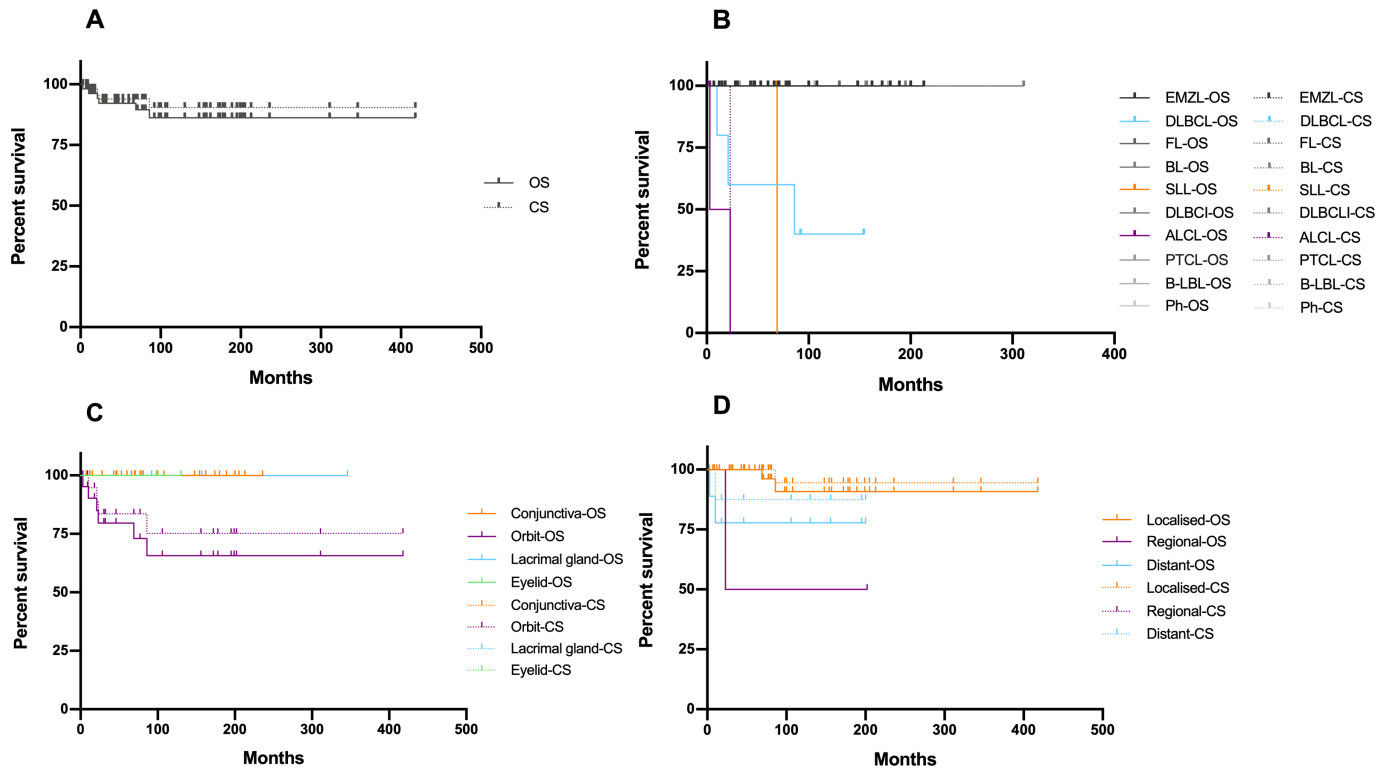 A
Percent survival
100
75
50
25
0
0 100 200 300 400 500
Months
OS
CS
B
Percent survival
100
75
50
25
0
0 100 200 300 400
Months
EMZL-OS EMZL-CS
DLBCL-OS DLBCL-CS
FL-OS FL-CS
BL-OS BL-CS
SLL-OS SLL-CS
DLBCI-OS DLBCLI-CS
ALCL-OS ALCL-CS
PTCL-OS PTCL-CS
B-LBL-OS B-LBL-CS
Ph-OS Ph-CS
C
Percent survival
100
75
50
25
0
0 100 200 300 400 500
Months
Conjunctiva-OS
Orbit-OS
Lacrimal gland-OS
Eyelid-OS
Conjunctiva-CS
Orbit-CS
Lacrimal gland-CS
Eyelid-CS
D
Percent survival
100
75
50
25
0
0 100 200 300 400 500
Months
Localised-OS
Regional-OS
Distant-OS
Localised-CS
Regional-CS
Distant-CS